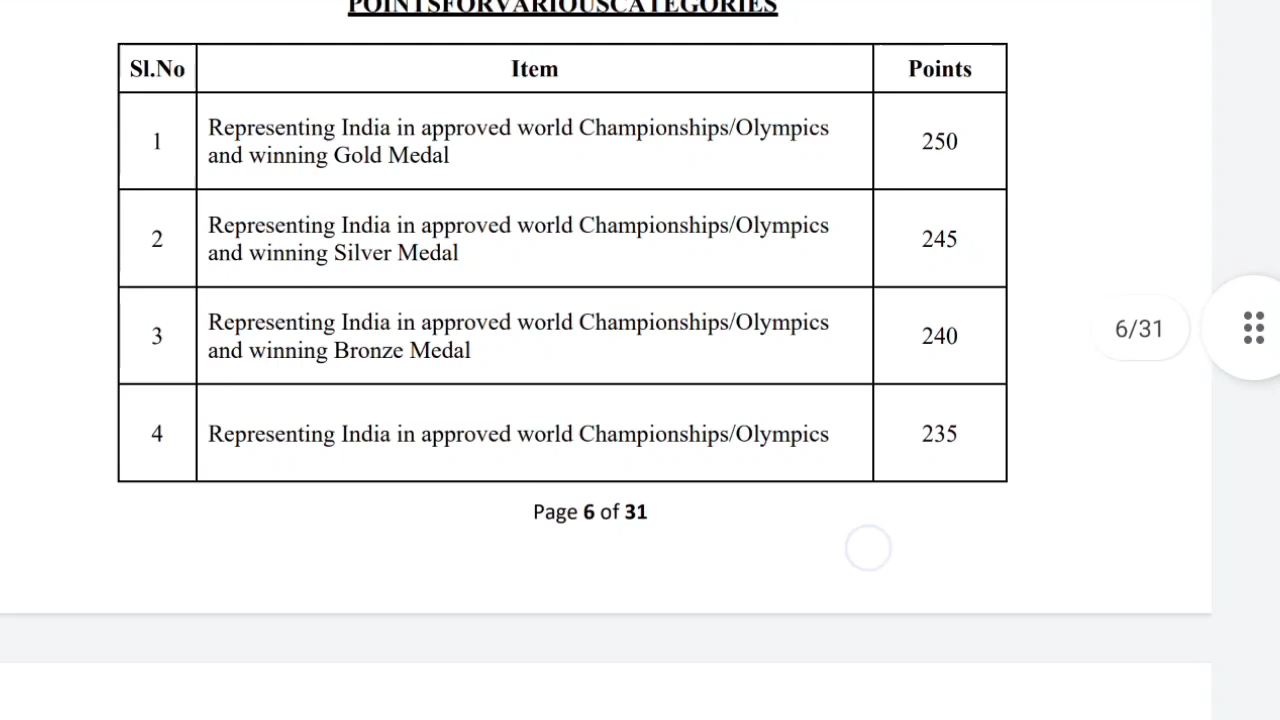 POINTSFORVARIOUSCATEGORIES
Sl.No Item Points
1 Representing India in approved world Championships/Olympics and winning Gold Medal 250
2 Representing India in approved world Championships/Olympics and winning Silver Medal 245
3 Representing India in approved world Championships/Olympics and winning Bronze Medal 240
4 Representing India in approved world Championships/Olympics 235
6/31
Page 6 of 31